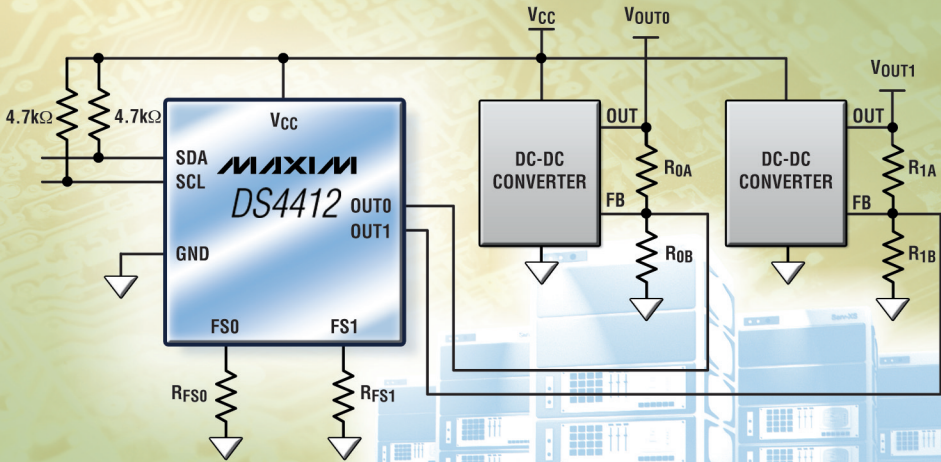 VCC
VOUT0
VOUT1
4.7kΩ
4.7kΩ
VCC
SDA
SCL
MAXIM
DS4412
OUT0
OUT1
GND
FS0
FS1
RFS0
RFS1
DC-DC
CONVERTER
OUT
FB
R0A
R0B
DC-DC
CONVERTER
OUT
FB
R1A
R1B